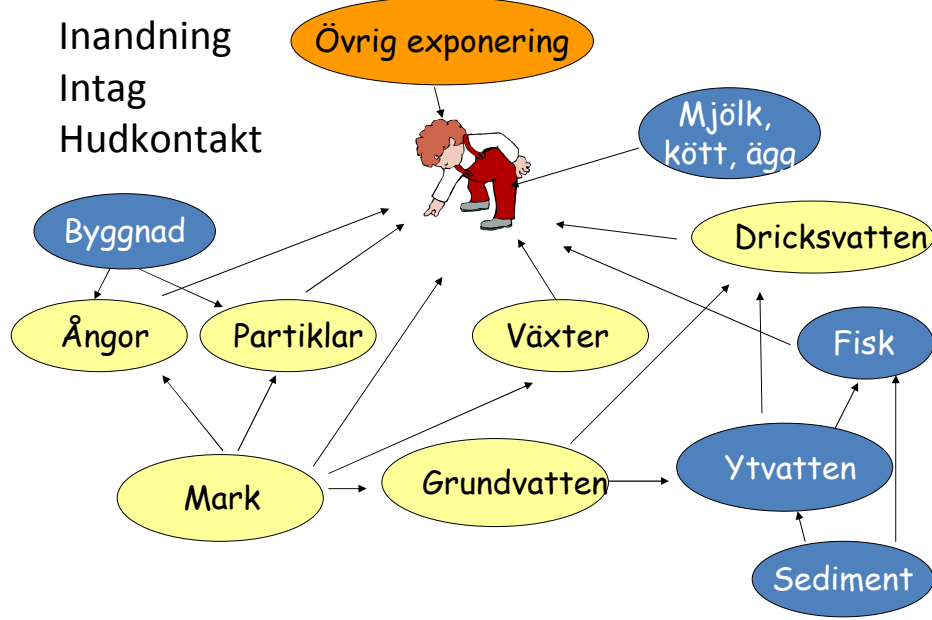 Inandning
Intag
Hudkontakt
Övrig exponering
Mjölk,
kött, ägg
Byggnad
Dricksvatten
Ångor
Partiklar
Växter
Fisk
Mark
Grundvatten
Ytvatten
Sediment